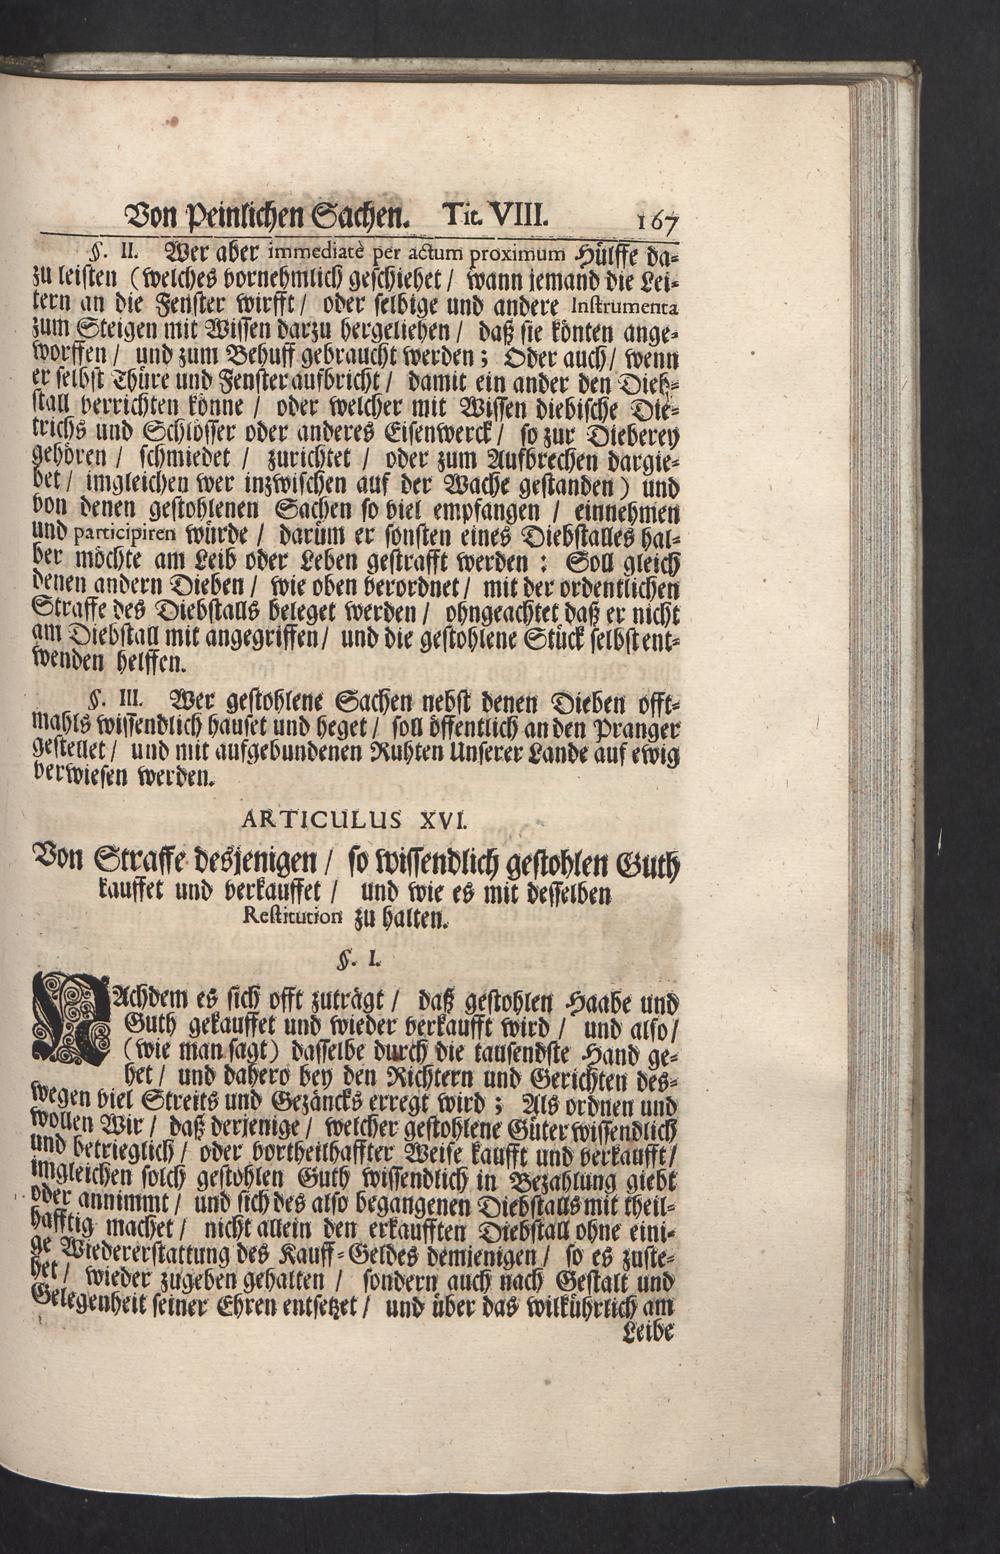 Von Peinlichen Sachen. Tit. VIII. 167
§. II. Wer aber immediatè per actum proximum Hülffe da-
zu leisten (welches vornehmlich geschiehet / wann jemand die Lei-
tern an die Fenster wirfft / oder selbige und andere Instrumenta
zum Steigen mit Wissen darzu hergeliehen / daß sie könten ange-
worffen / und zum Behuff gebraucht werden; Oder auch / wenn
er selbst Thüre und Fenster aufbricht / damit ein ander den Dieb-
stall verrichten könne / oder welcher mit Wissen diebische Die-
trichs und Schlösser oder anderes Eisenwerck / so zur Dieberey
gehören / schmiedet / zurichtet / oder zum Aufbrechen dargie-
bet / imgleichen wer inzwischen auf der Wache gestanden) und
von denen gestohlenen Sachen so viel empfangen / einnehmen
und participiren würde / darüm er sonsten eines Diebstalles hal-
ber möchte am Leib oder Leben gestrafft werden: Soll gleich
denen andern Dieben / wie oben verordnet / mit der ordentlichen
Straffe des Diebstalls beleget werden / ohngeachtet daß er nicht
am Diebstall mit angegriffen / und die gestohlene Stück selbst ent-
wenden helffen.
§. III. Wer gestohlene Sachen nebst denen Dieben offt-
mahls wissendlich hauset und heget / soll öffentlich an den Pranger
gestellet / und mit aufgebundenen Ruhten Unserer Lande auf ewig
verwiesen werden.
ARTICULUS XVI.
Von Straffe desjenigen / so wissendlich gestohlen Guth
kauffet und verkauffet / und wie es mit desselben
Restitution zu halten.
§. I.
NAchdem es sich offt zuträgt / daß gestohlen Haabe und
Guth gekauffet und wieder verkaufft wird / und also /
(wie man sagt) dasselbe durch die tausendste Hand ge-
het / und dahero bey den Richtern und Gerichten des-
wegen viel Streits und Gezäncks erregt wird; Als ordnen und
wollen Wir / daß derjenige / welcher gestohlene Güter wissendlich
und betrieglich / oder vortheilhaffter Weise kaufft und verkaufft /
imgleichen solch gestohlen Guth wissendlich in Bezahlung giebt
oder annimmt / und sich des also begangenen Diebstalls mit theil-
hafftig machet / nicht allein den erkaufften Diebstall ohne eini-
ge Wiedererstattung des Kauff-Geldes demjenigen / so es zuste-
het / wieder zugeben gehalten / sondern auch nach Gestalt und
Gelegenheit seiner Ehren entsetzet / und über das wilkührlich am
Leibe